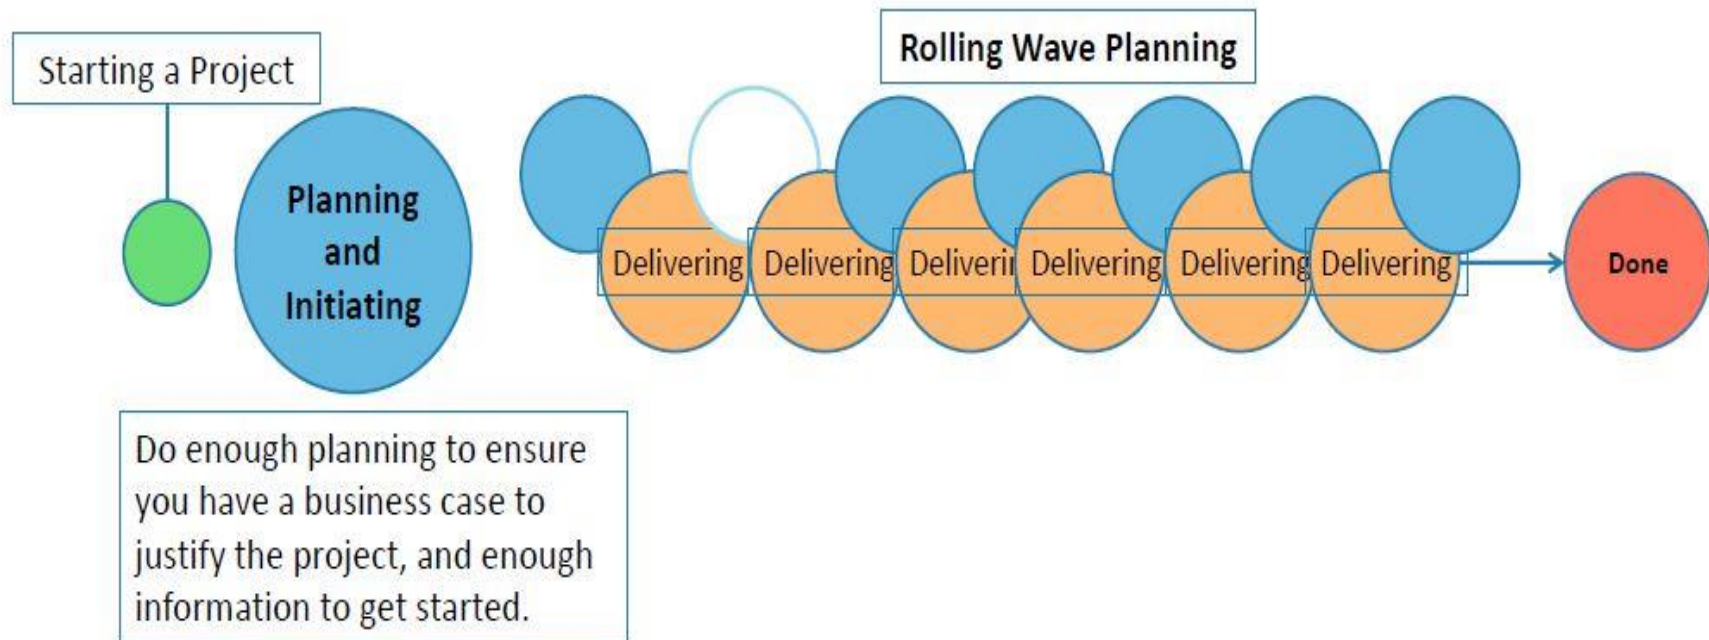 Starting a Project
Rolling Wave Planning
Planning
and
Initiating
Delivering Delivering Deliveri Delivering Delivering Delivering
Done
Do enough planning to ensure
you have a business case to
justify the project, and enough
information to get started.